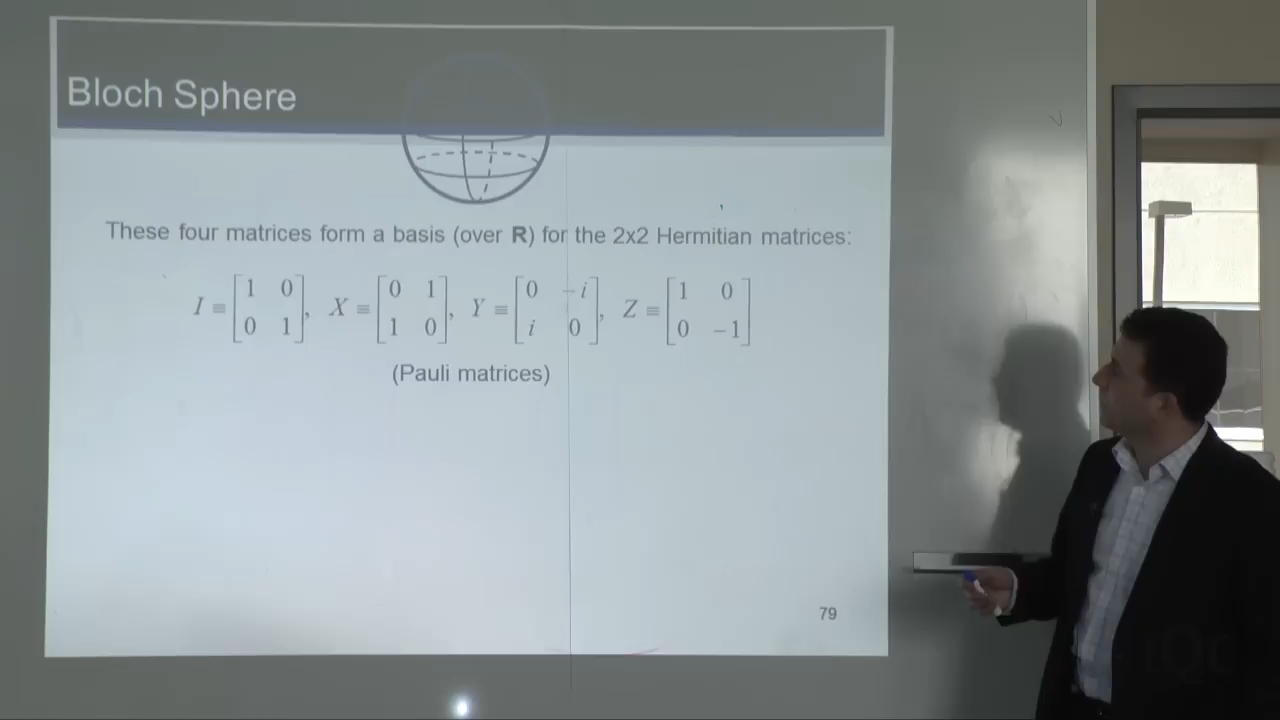 Bloch Sphere
These four matrices form a basis (over R) for the 2x2 Hermitian matrices:
I ≡ [1 0; 0 1], X ≡ [0 1; 1 0], Y ≡ [0 -i; i 0], Z ≡ [1 0; 0 -1]
(Pauli matrices)
79
IQC